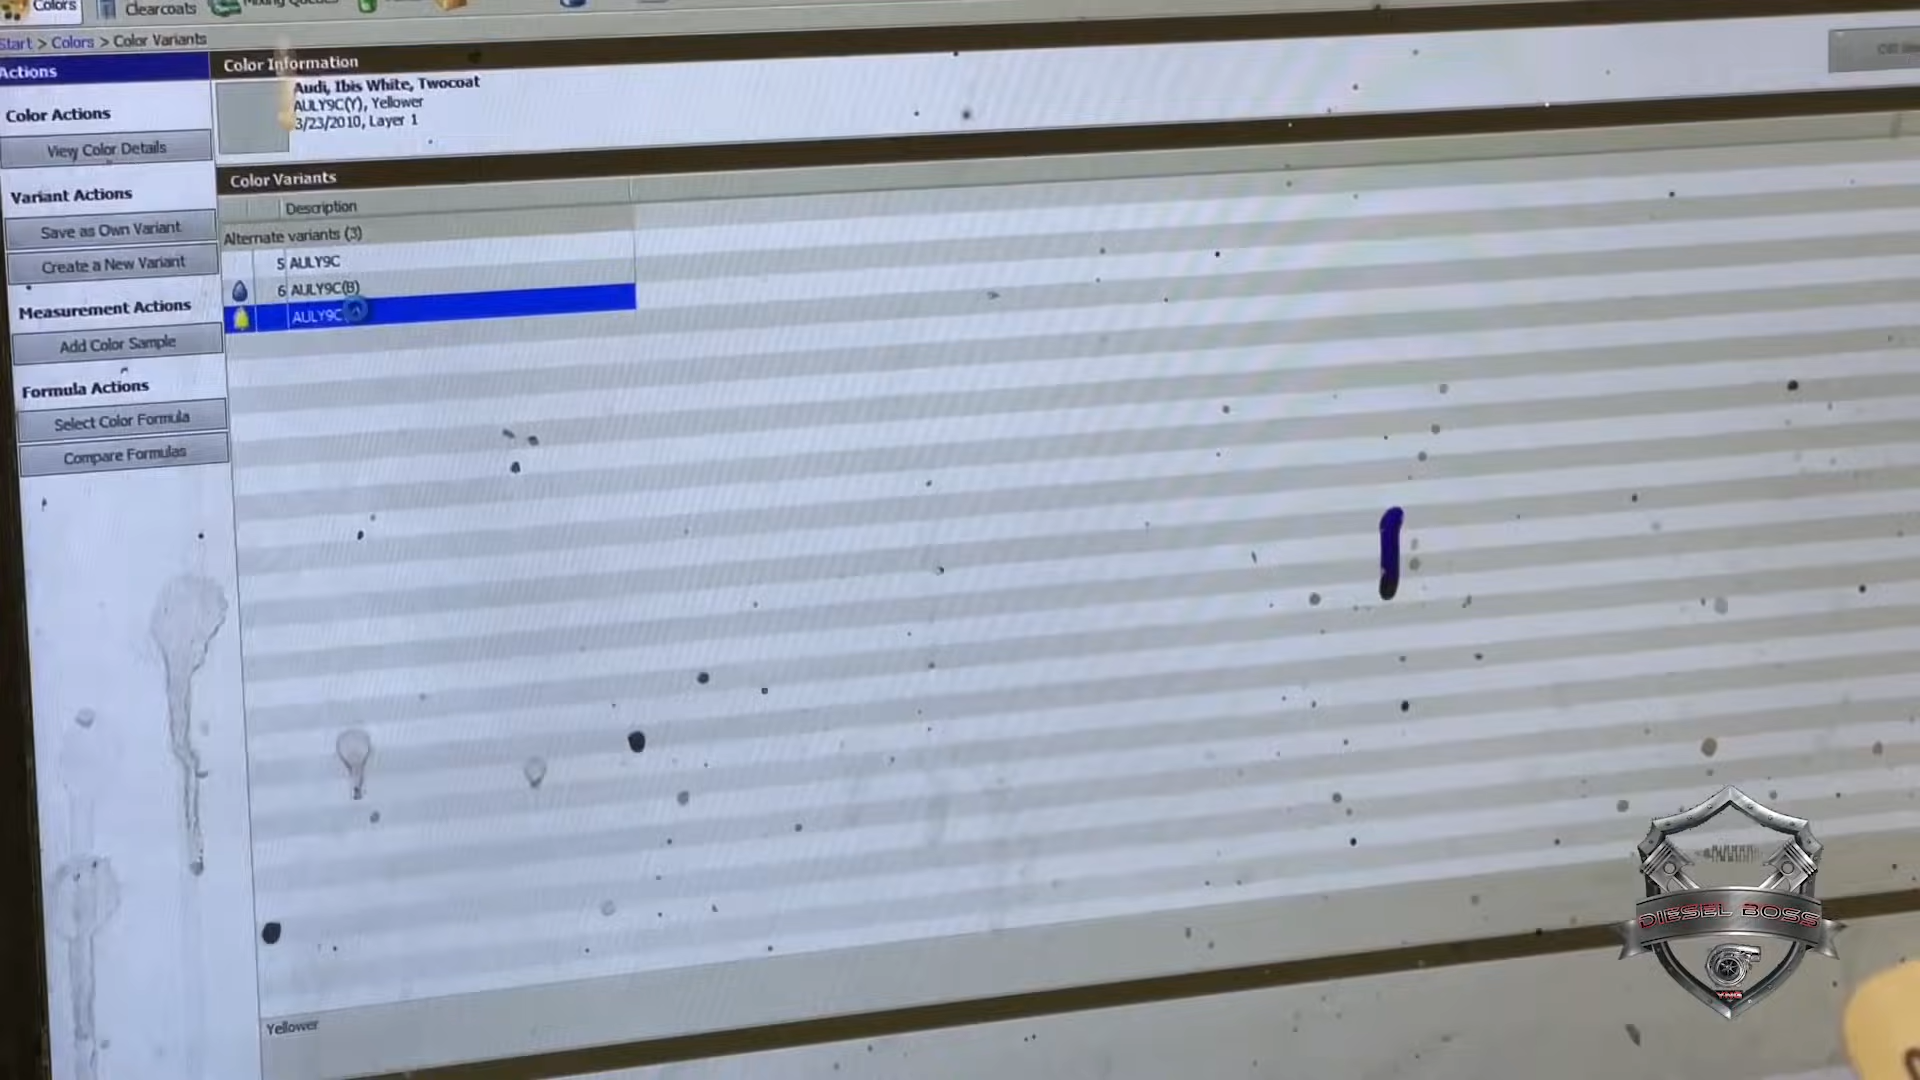 Colors Clearcoats Mixing Queues
Start > Colors > Color Variants
Actions
Color Actions
View Color Details
Variant Actions
Save as Own Variant
Create a New Variant
Measurement Actions
Add Color Sample
Formula Actions
Select Color Formula
Compare Formulas
Color Information
Audi, Ibis White, Twocoat
AULY9C(Y), Yellower
3/23/2010, Layer 1
Color Variants
Description
Alternate variants (3)
5 AULY9C
6 AULY9C(B)
AULY9C
Yellower
DIESEL BOSS
YNG